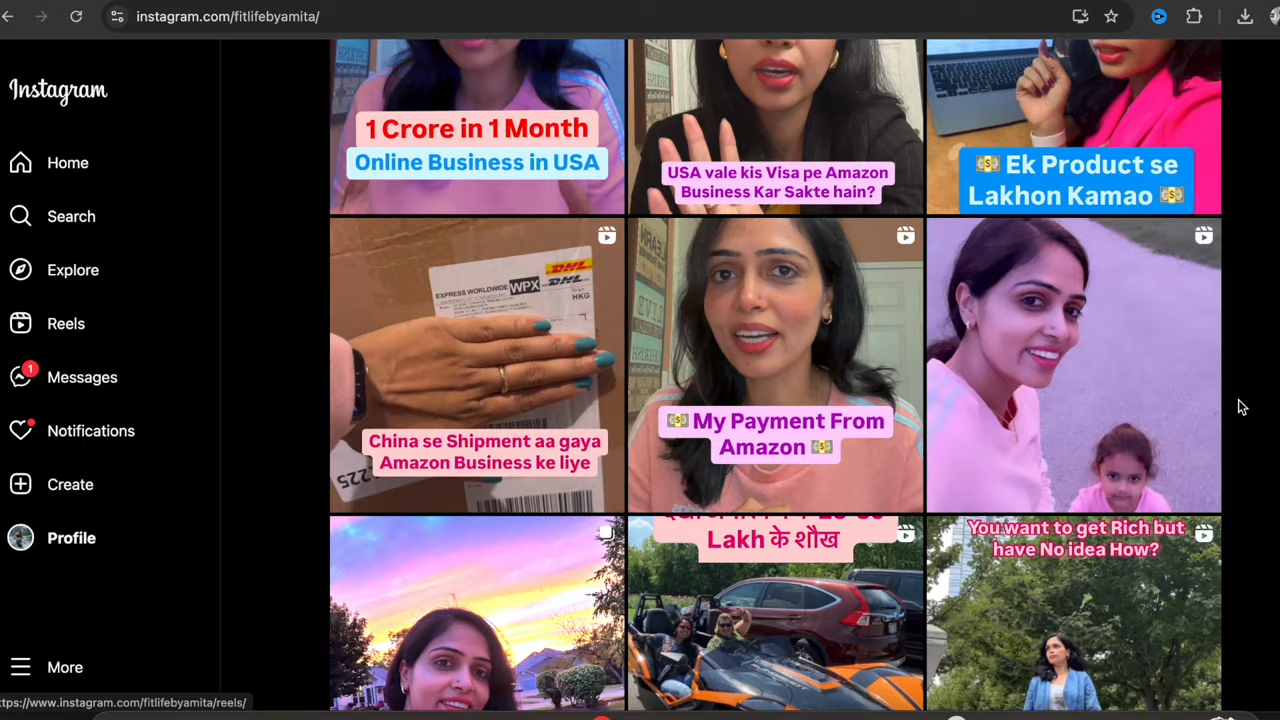 instagram.com/fitlifebyamita/
Instagram
Home
Search
Explore
Reels
1
Messages
Notifications
Create
Profile
More
ttps://www.instagram.com/fitlifebyamita/reels/
1 Crore in 1 Month
Online Business in USA
USA vale kis Visa pe Amazon
Business Kar Sakte hain?
💵 Ek Product se
Lakhon Kamao 💵
EXPRESS WORLDWIDE
WPX
DHL
DHL
HKG
China se Shipment aa gaya
Amazon Business ke liye
💵 My Payment From
Amazon 💵
Lakh के शौख
You want to get Rich but
have No idea How?